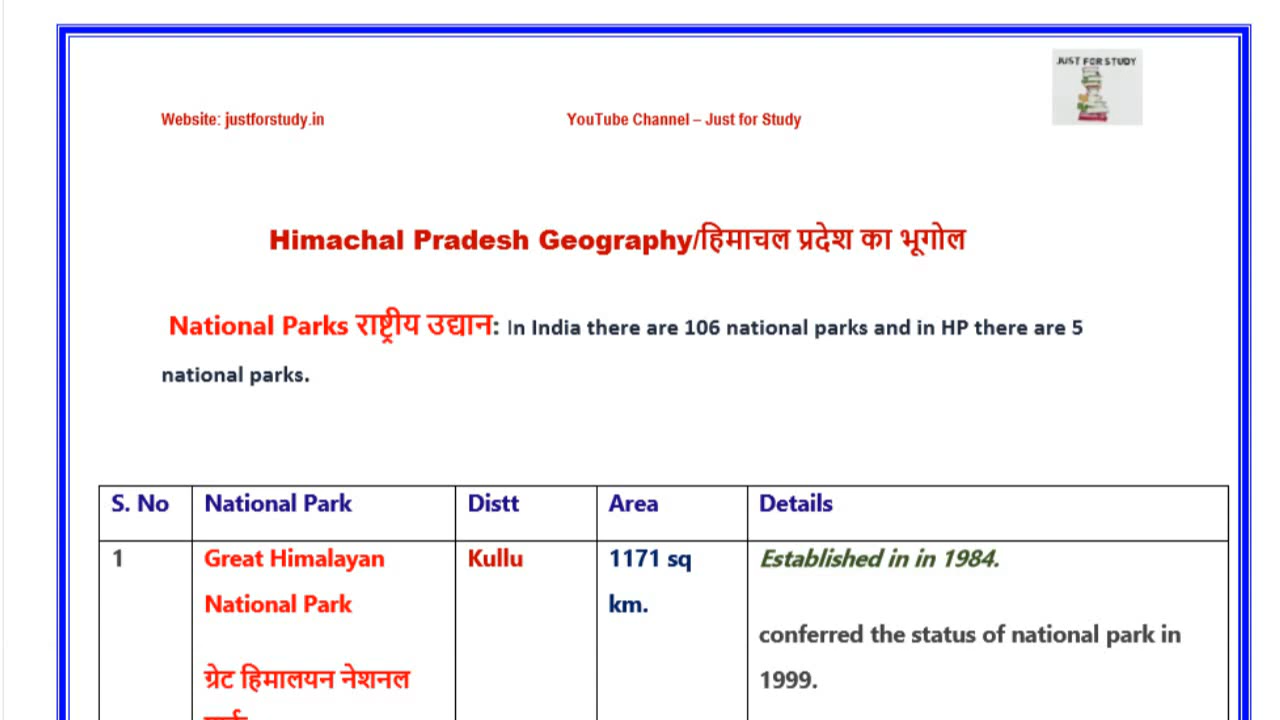 JUST FOR STUDY
Website: justforstudy.in
YouTube Channel – Just for Study
Himachal Pradesh Geography/हिमाचल प्रदेश का भूगोल
National Parks राष्ट्रीय उद्यान: In India there are 106 national parks and in HP there are 5
national parks.
S. No National Park Distt Area Details
1 Great Himalayan Kullu 1171 sq Established in in 1984.
National Park km.
conferred the status of national park in
ग्रेट हिमालयन नेशनल 1999.